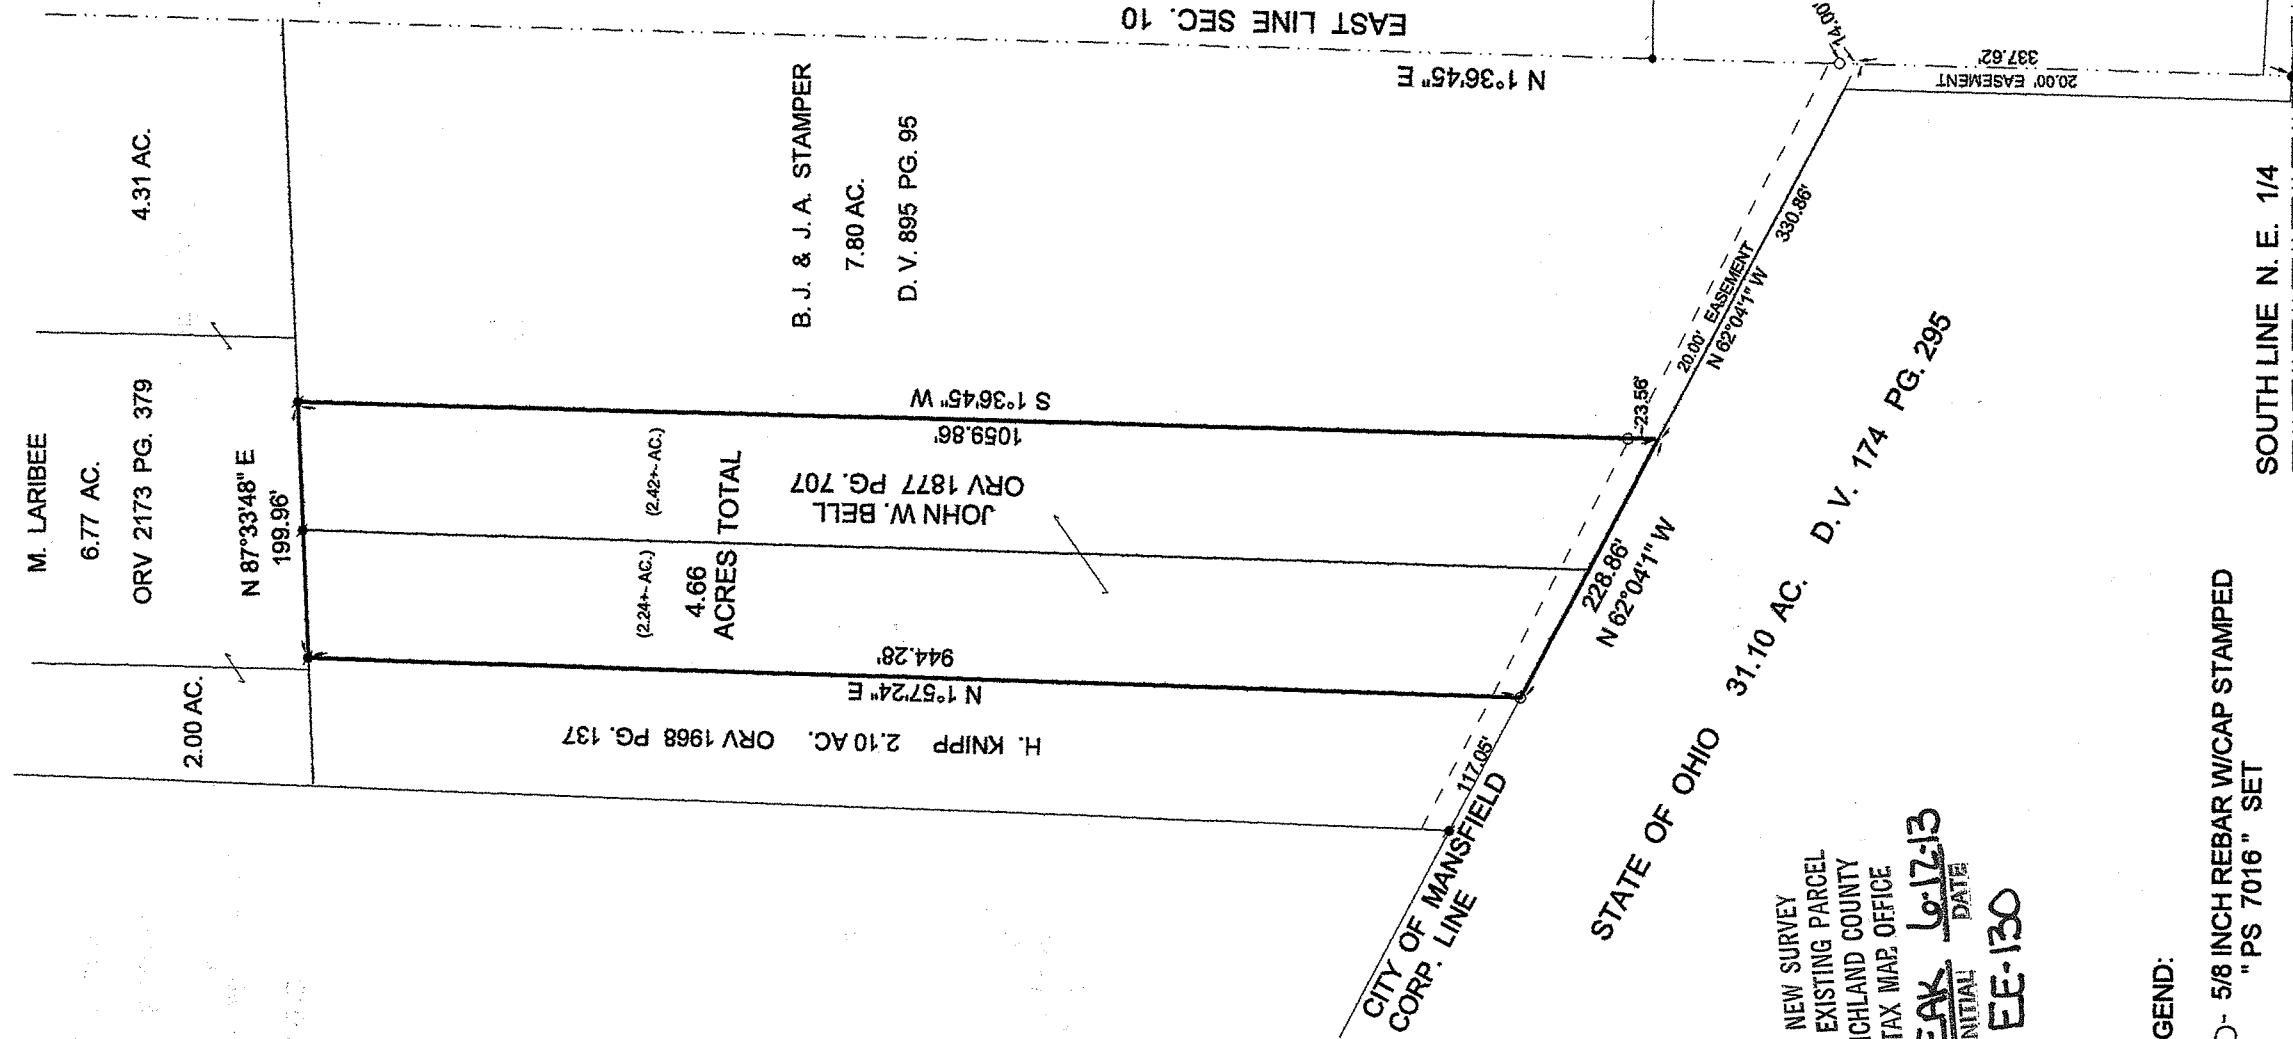 EAST LINE SEC. 10
N 1°36'45" E
14.00'
337.62'
20.00' EASEMENT
4.31 AC.
B. J. & J. A. STAMPER
7.80 AC.
D. V. 895 PG. 95
M. LARIBEE
6.77 AC.
ORV 2173 PG. 379
N 87°33'48" E
199.96'
S 1°36'45" W
1059.86'
23.56'
20.00' EASEMENT
N 62°04'1" W
330.86'
(2.42+- AC.)
JOHN W. BELL
ORV 1877 PG. 707
(2.24+- AC.)
4.66
ACRES TOTAL
944.28'
N 1°57'24" E
228.86'
N 62°04'1" W
2.00 AC.
H. KNIPP 2.10 AC. ORV 1968 PG. 137
117.05'
CITY OF MANSFIELD
CORP. LINE
STATE OF OHIO 31.10 AC. D. V. 174 PG. 295
SOUTH LINE N. E. 1/4
NEW SURVEY
EXISTING PARCEL
ICHLAND COUNTY
TAX MAP OFFICE
EAK 6-12-13
INITIAL DATE
EE-130
GEND:
5/8 INCH REBAR W/CAP STAMPED
"PS 7016" SET